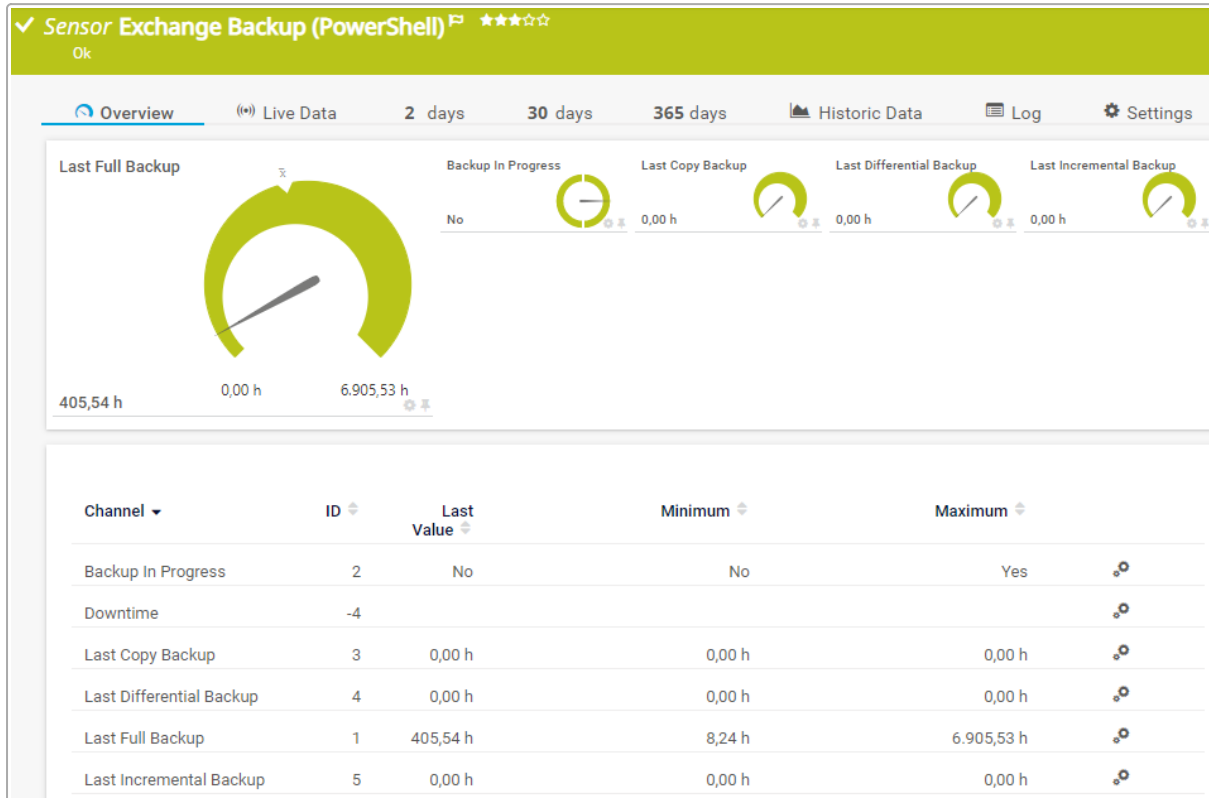 Sensor Exchange Backup (PowerShell)
Ok
Overview Live Data 2 days 30 days 365 days Historic Data Log Settings
Last Full Backup
x̄
0,00 h 6.905,53 h
405,54 h
Backup In Progress
No
Last Copy Backup
0,00 h
Last Differential Backup
0,00 h
Last Incremental Backup
0,00 h
Channel ID Last Value Minimum Maximum
Backup In Progress 2 No No Yes
Downtime -4
Last Copy Backup 3 0,00 h 0,00 h 0,00 h
Last Differential Backup 4 0,00 h 0,00 h 0,00 h
Last Full Backup 1 405,54 h 8,24 h 6.905,53 h
Last Incremental Backup 5 0,00 h 0,00 h 0,00 h